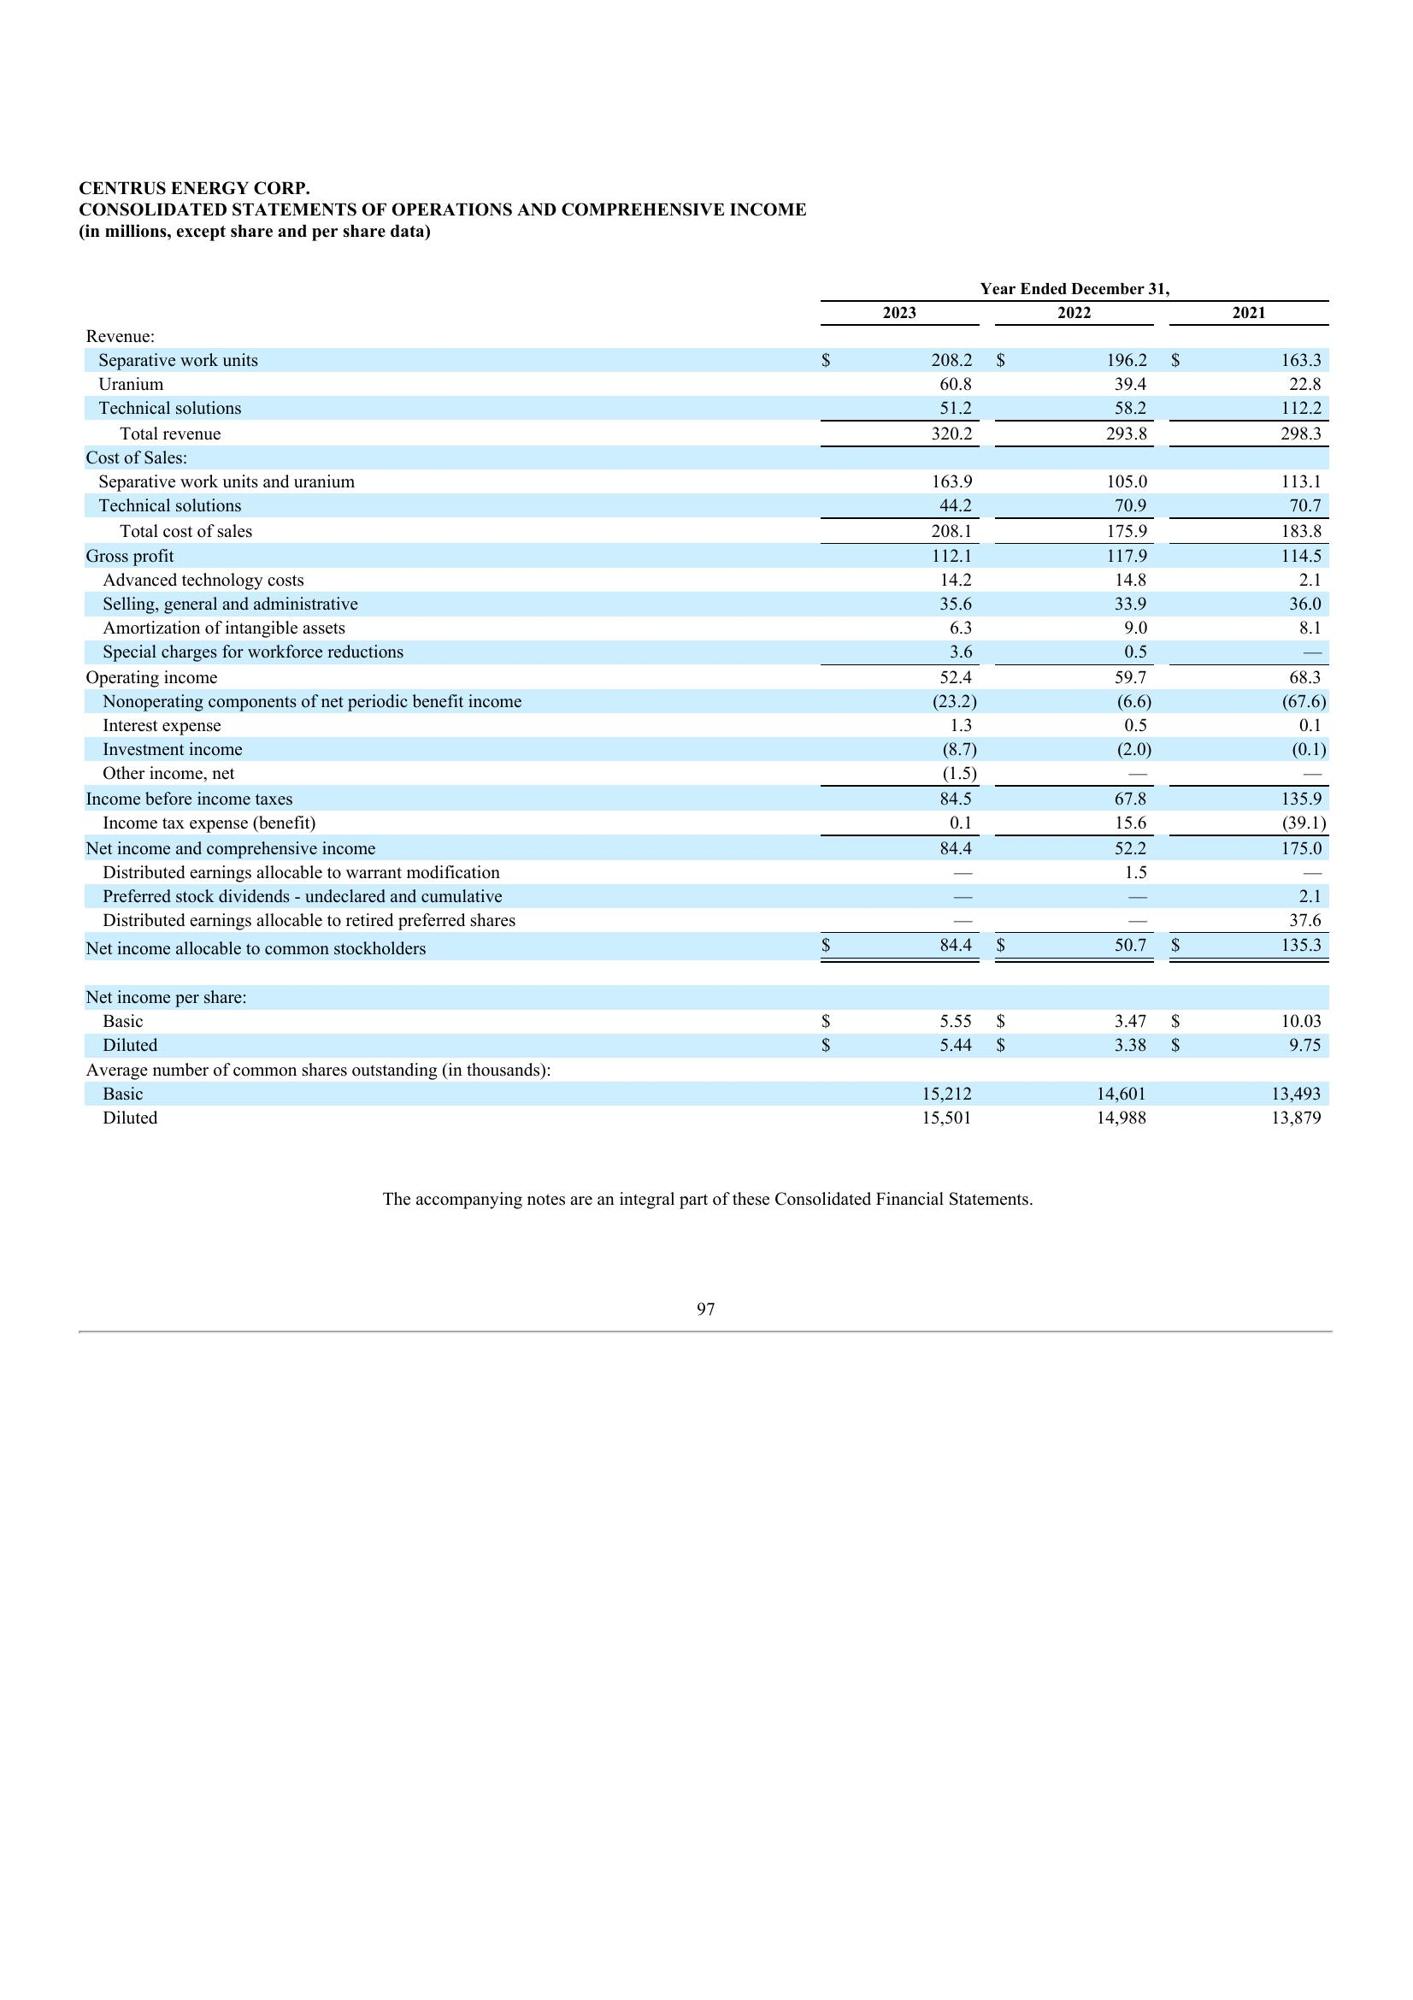 CENTRUS ENERGY CORP.
CONSOLIDATED STATEMENTS OF OPERATIONS AND COMPREHENSIVE INCOME
(in millions, except share and per share data)
Year Ended December 31,
2023 2022 2021
Revenue:
Separative work units $ 208.2 $ 196.2 $ 163.3
Uranium 60.8 39.4 22.8
Technical solutions 51.2 58.2 112.2
Total revenue 320.2 293.8 298.3
Cost of Sales:
Separative work units and uranium 163.9 105.0 113.1
Technical solutions 44.2 70.9 70.7
Total cost of sales 208.1 175.9 183.8
Gross profit 112.1 117.9 114.5
Advanced technology costs 14.2 14.8 2.1
Selling, general and administrative 35.6 33.9 36.0
Amortization of intangible assets 6.3 9.0 8.1
Special charges for workforce reductions 3.6 0.5 —
Operating income 52.4 59.7 68.3
Nonoperating components of net periodic benefit income (23.2) (6.6) (67.6)
Interest expense 1.3 0.5 0.1
Investment income (8.7) (2.0) (0.1)
Other income, net (1.5) — —
Income before income taxes 84.5 67.8 135.9
Income tax expense (benefit) 0.1 15.6 (39.1)
Net income and comprehensive income 84.4 52.2 175.0
Distributed earnings allocable to warrant modification — 1.5 —
Preferred stock dividends - undeclared and cumulative — — 2.1
Distributed earnings allocable to retired preferred shares — — 37.6
Net income allocable to common stockholders $ 84.4 $ 50.7 $ 135.3
Net income per share:
Basic $ 5.55 $ 3.47 $ 10.03
Diluted $ 5.44 $ 3.38 $ 9.75
Average number of common shares outstanding (in thousands):
Basic 15,212 14,601 13,493
Diluted 15,501 14,988 13,879
The accompanying notes are an integral part of these Consolidated Financial Statements.
97